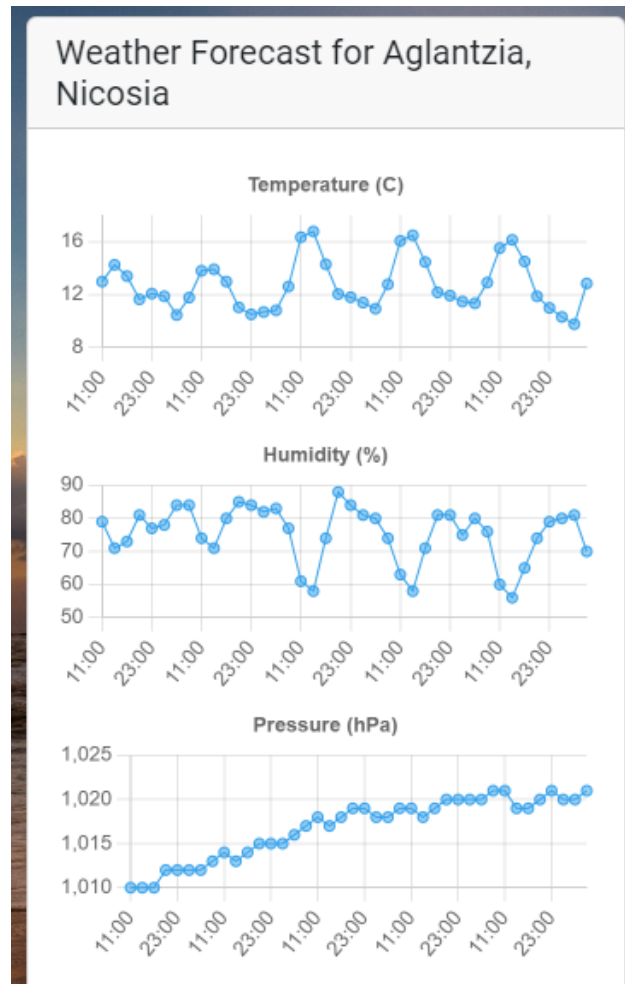 Weather Forecast for Aglantzia,
Nicosia
Temperature (C)
16
12
8
11:00 23:00 11:00 23:00 11:00 23:00 11:00 23:00 11:00 23:00
Humidity (%)
90
80
70
60
50
11:00 23:00 11:00 23:00 11:00 23:00 11:00 23:00 11:00 23:00
Pressure (hPa)
1,025
1,020
1,015
1,010
11:00 23:00 11:00 23:00 11:00 23:00 11:00 23:00 11:00 23:00